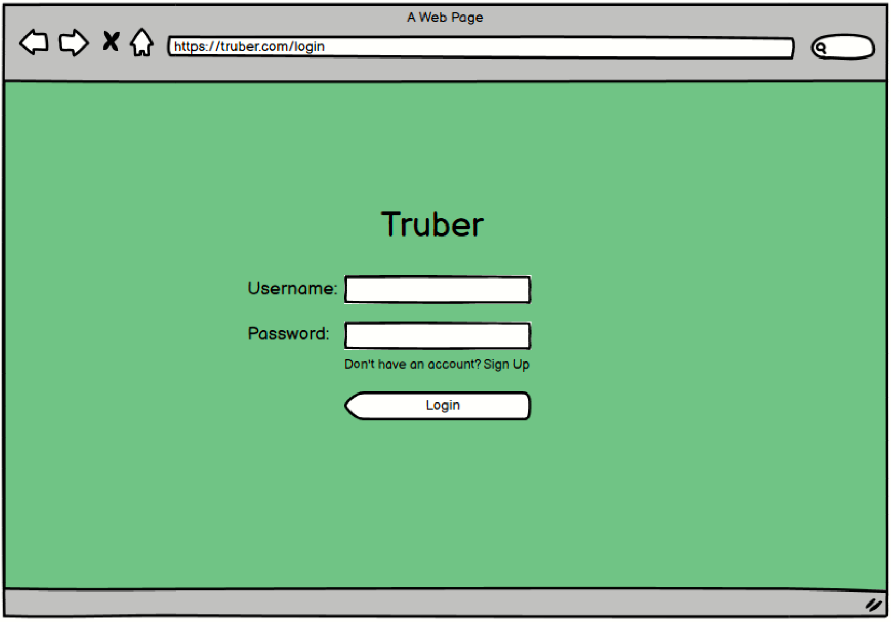 A Web Page
https://truber.com/login
Truber
Username:
Password:
Don't have an account? Sign Up
Login